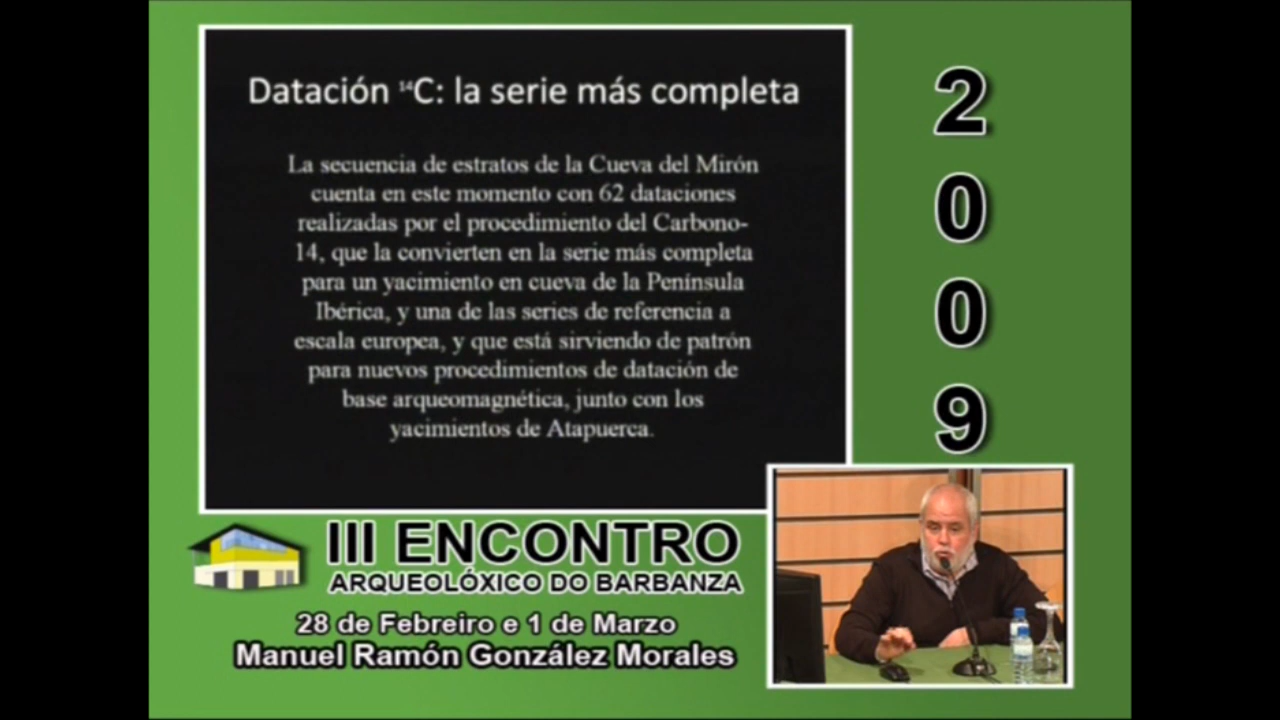 Datación ¹⁴C: la serie más completa
La secuencia de estratos de la Cueva del Mirón
cuenta en este momento con 62 dataciones
realizadas por el procedimiento del Carbono-
14, que la convierten en la serie más completa
para un yacimiento en cueva de la Península
Ibérica, y una de las series de referencia a
escala europea, y que está sirviendo de patrón
para nuevos procedimientos de datación de
base arqueomagnética, junto con los
yacimientos de Atapuerca.
2
0
0
9
III ENCONTRO
ARQUEOLÓXICO DO BARBANZA
28 de Febreiro e 1 de Marzo
Manuel Ramón González Morales